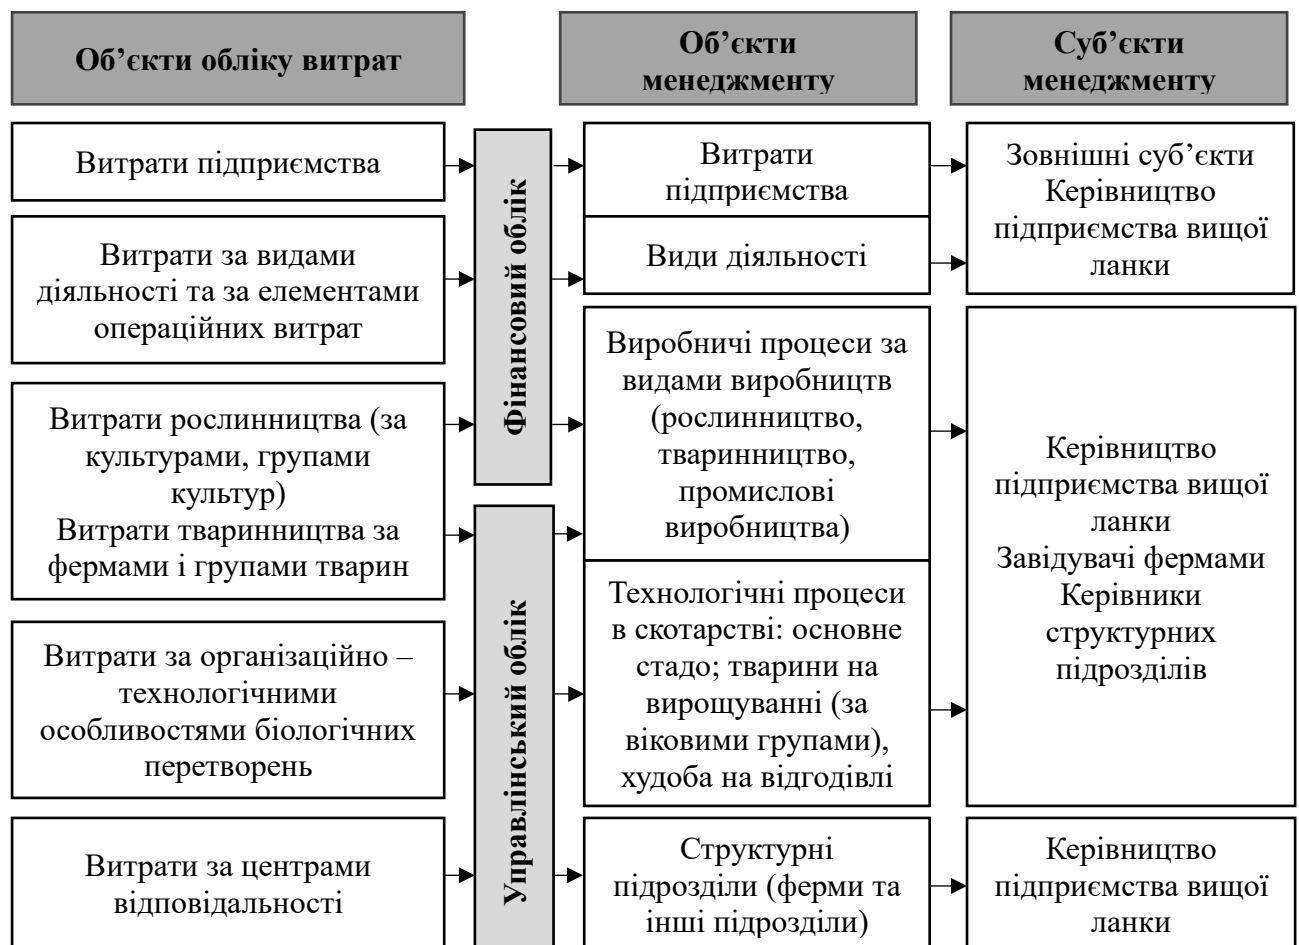 Об’єкти обліку витрат
Об’єкти
менеджменту
Суб’єкти
менеджменту
Витрати підприємства
Витрати за видами
діяльності та за елементами
операційних витрат
Витрати рослинництва (за
культурами, групами
культур)
Витрати тваринництва за
фермами і групами тварин
Витрати за організаційно –
технологічними
особливостями біологічних
перетворень
Витрати за центрами
відповідальності
Фінансовий облік
Управлінський облік
Витрати
підприємства
Види діяльності
Виробничі процеси за
видами виробництв
(рослинництво,
тваринництво,
промислові
виробництва)
Технологічні процеси
в скотарстві: основне
стадо; тварини на
вирощуванні (за
віковими групами),
худоба на відгодівлі
Структурні
підрозділи (ферми та
інші підрозділи)
Зовнішні суб’єкти
Керівництво
підприємства вищої
ланки
Керівництво
підприємства вищої
ланки
Завідувачі фермами
Керівники
структурних
підрозділів
Керівництво
підприємства вищої
ланки